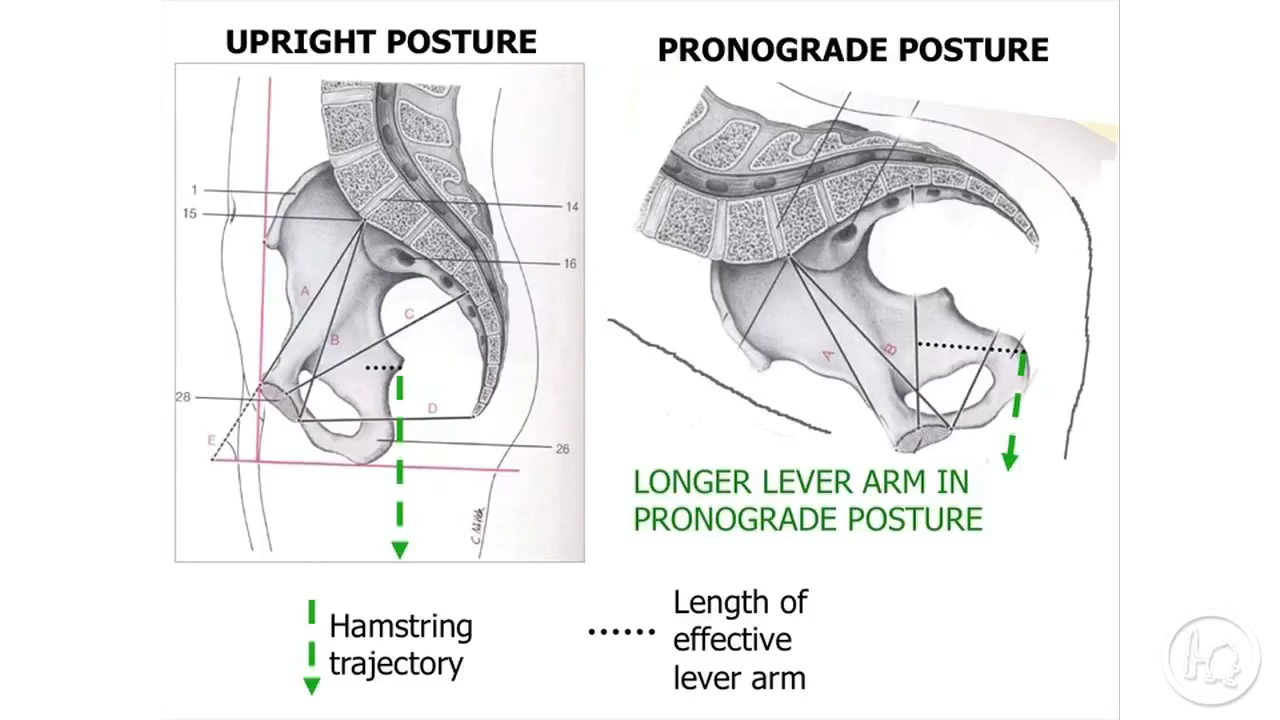 UPRIGHT POSTURE
PRONOGRADE POSTURE
1
15
14
16
A
B
C
28
D
E
26
A
B
LONGER LEVER ARM IN
PRONOGRADE POSTURE
Hamstring
trajectory
Length of
effective
lever arm